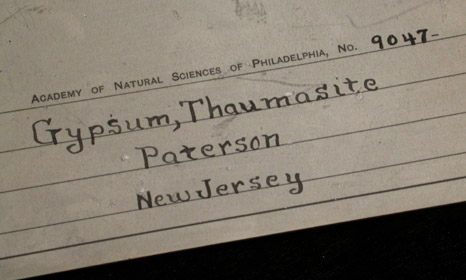 Academy of Natural Sciences of Philadelphia, No. 9047-
Gypsum, Thaumasite
Paterson
New Jersey